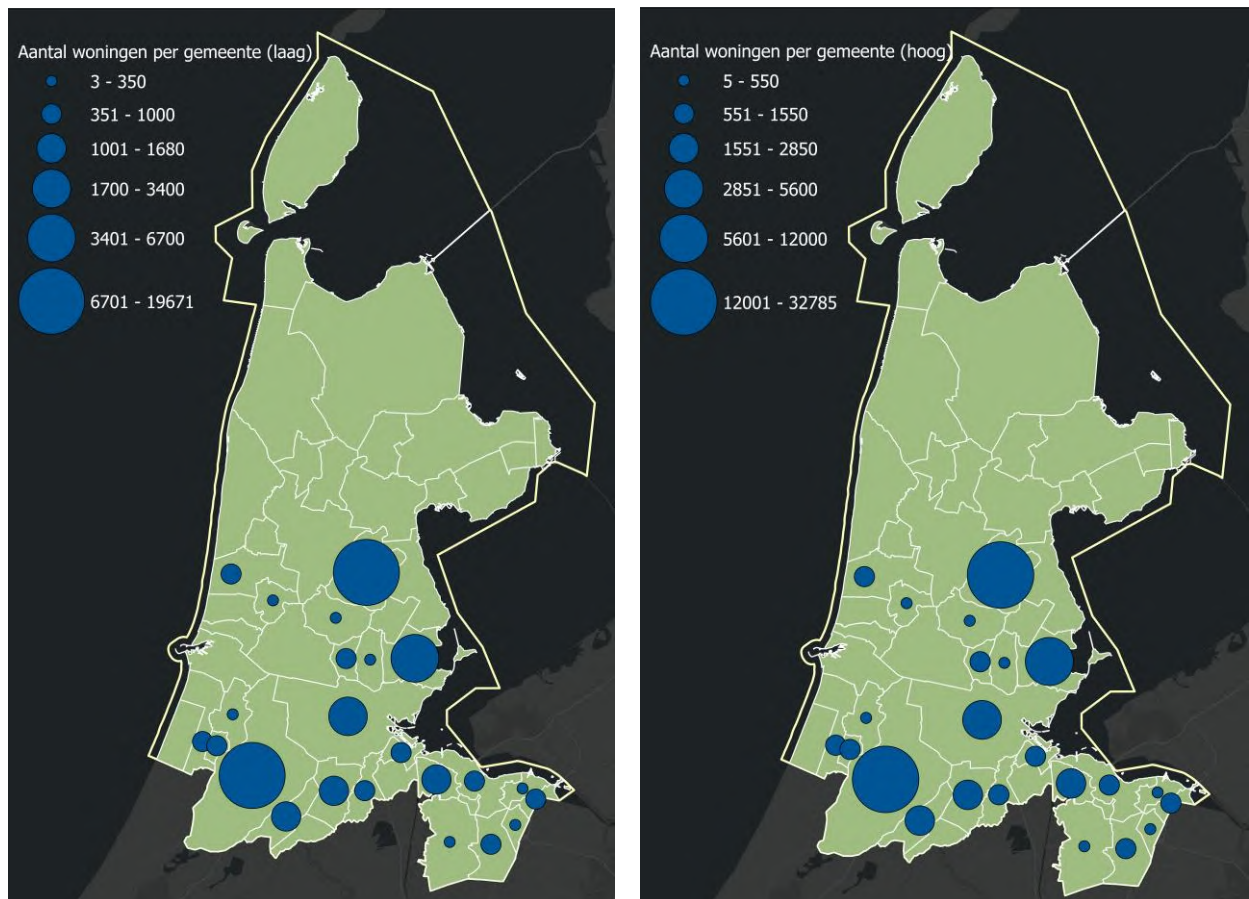 Aantal woningen per gemeente (laag)
3 - 350
351 - 1000
1001 - 1680
1700 - 3400
3401 - 6700
6701 - 19671
Aantal woningen per gemeente (hoog)
5 - 550
551 - 1550
1551 - 2850
2851 - 5600
5601 - 12000
12001 - 32785